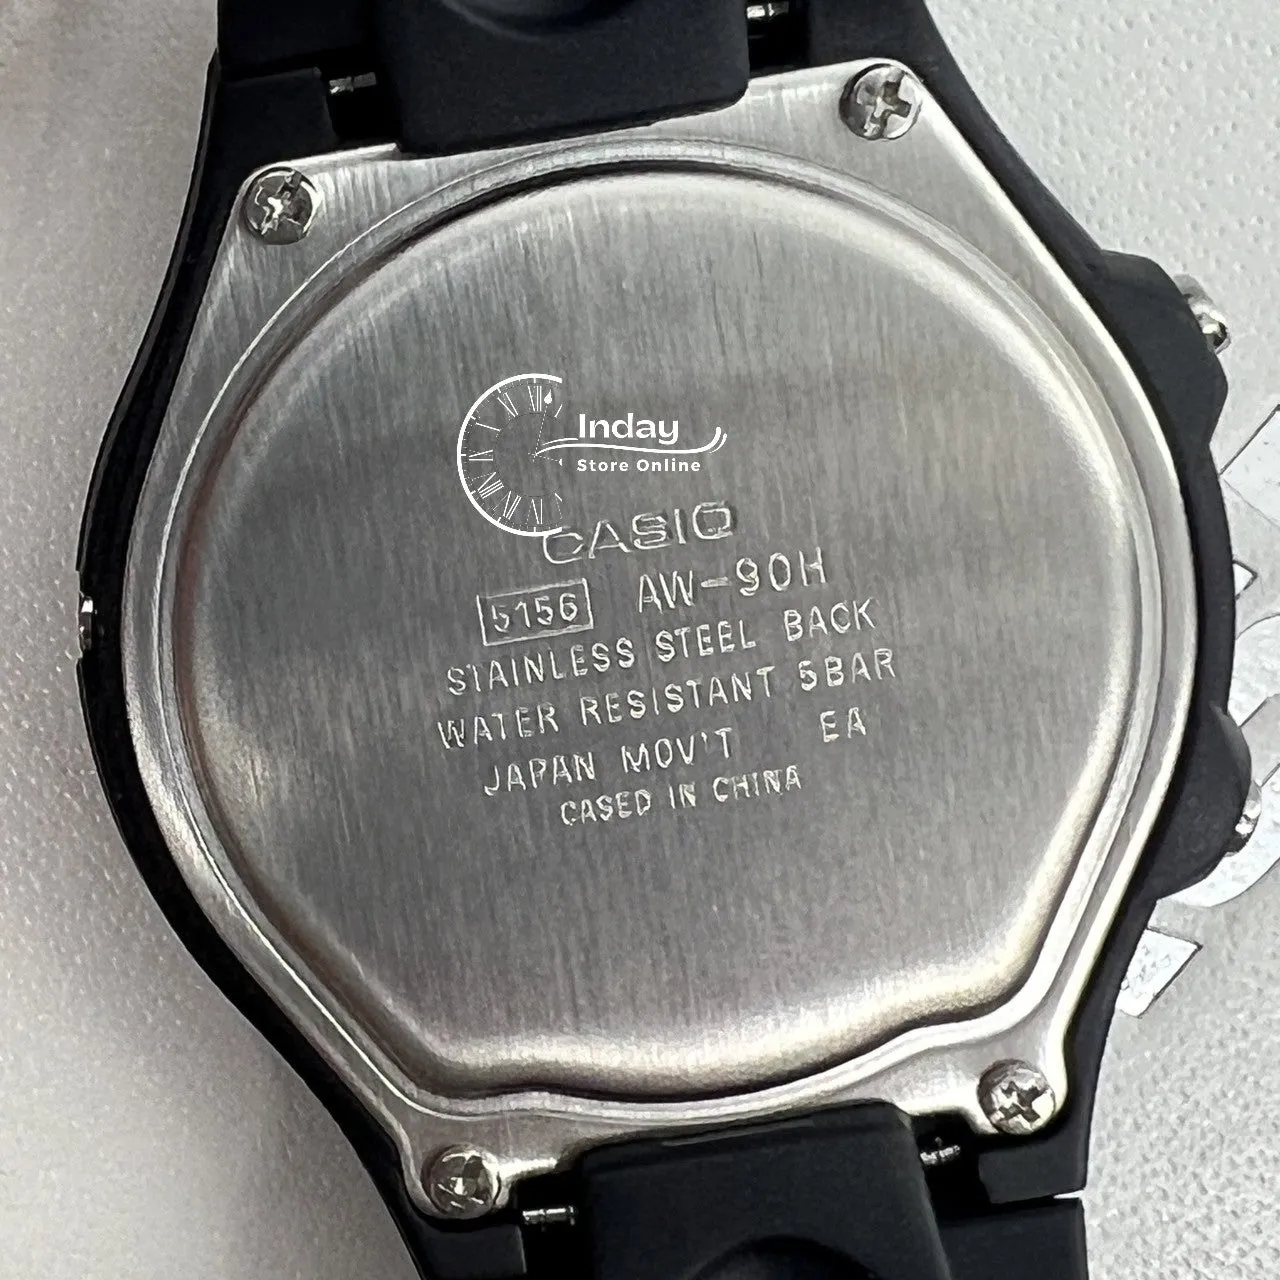 Inday
Store Online
CASIO
5156 AW-90H
STAINLESS STEEL BACK
WATER RESISTANT 5BAR
JAPAN MOV'T EA
CASED IN CHINA